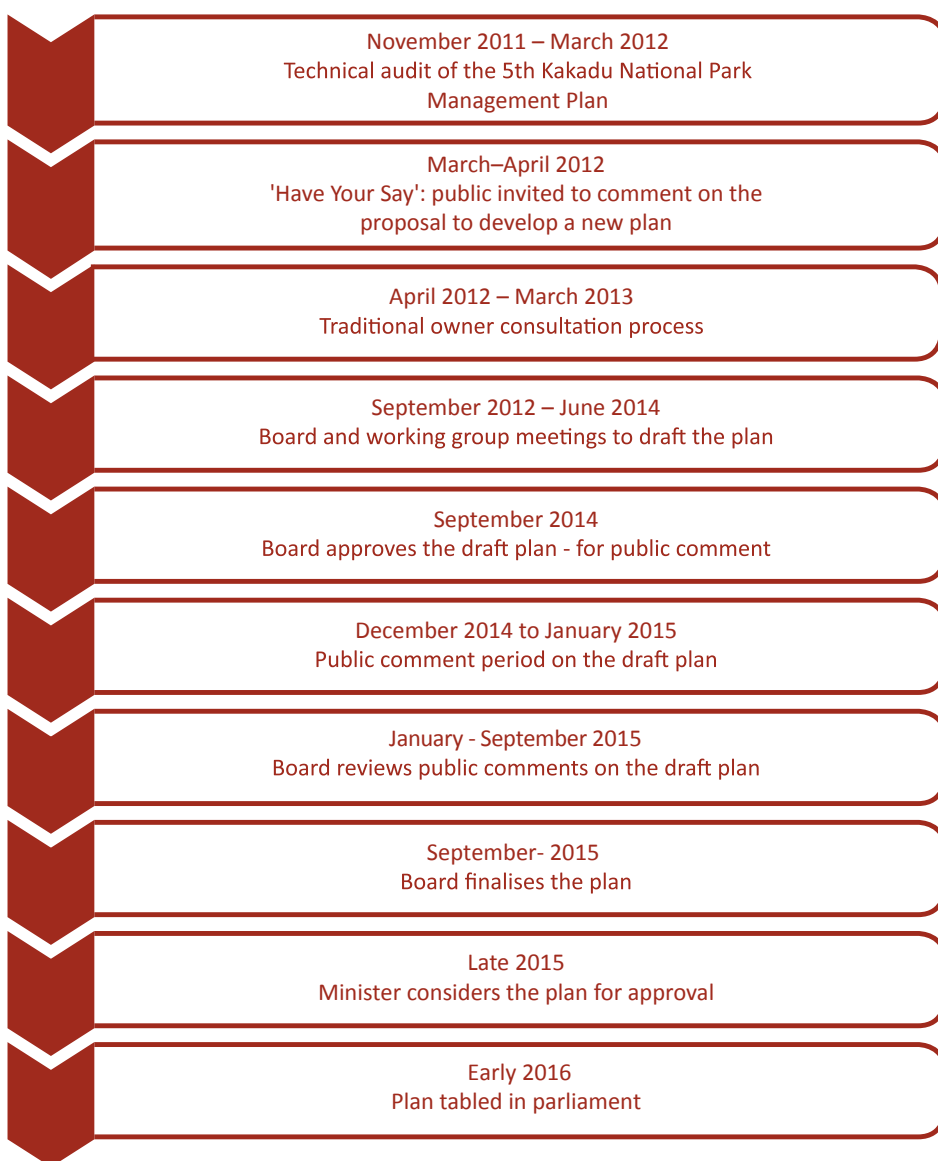 November 2011 – March 2012
Technical audit of the 5th Kakadu National Park
Management Plan
March–April 2012
'Have Your Say': public invited to comment on the
proposal to develop a new plan
April 2012 – March 2013
Traditional owner consultation process
September 2012 – June 2014
Board and working group meetings to draft the plan
September 2014
Board approves the draft plan - for public comment
December 2014 to January 2015
Public comment period on the draft plan
January - September 2015
Board reviews public comments on the draft plan
September- 2015
Board finalises the plan
Late 2015
Minister considers the plan for approval
Early 2016
Plan tabled in parliament